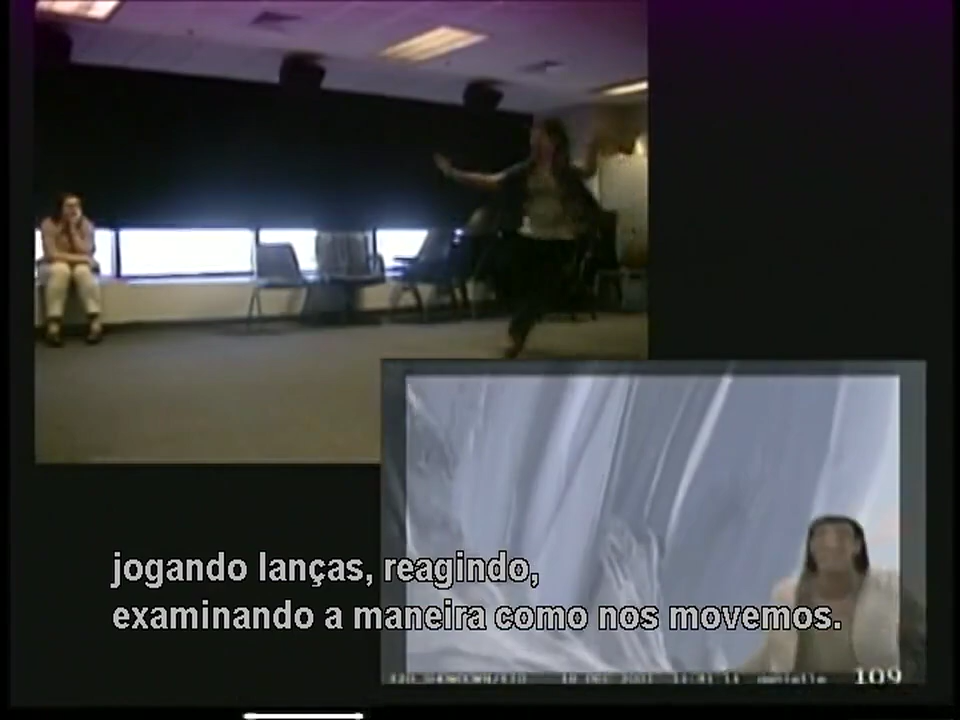 jogando lanças, reagindo,
examinando a maneira como nos movemos.
109